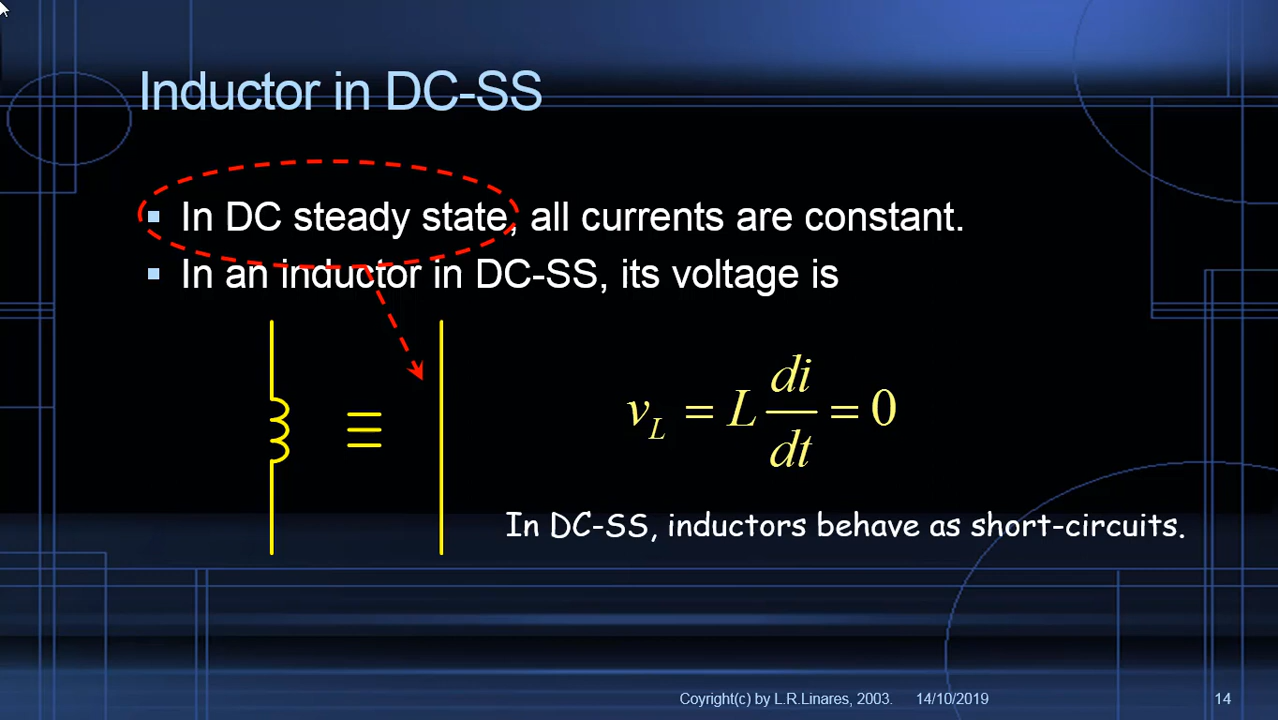 Inductor in DC-SS
▪ In DC steady state, all currents are constant.
▪ In an inductor in DC-SS, its voltage is
≡
v_L = L di/dt = 0
In DC-SS, inductors behave as short-circuits.
Coyright(c) by L.R.Linares, 2003. 14/10/2019 14